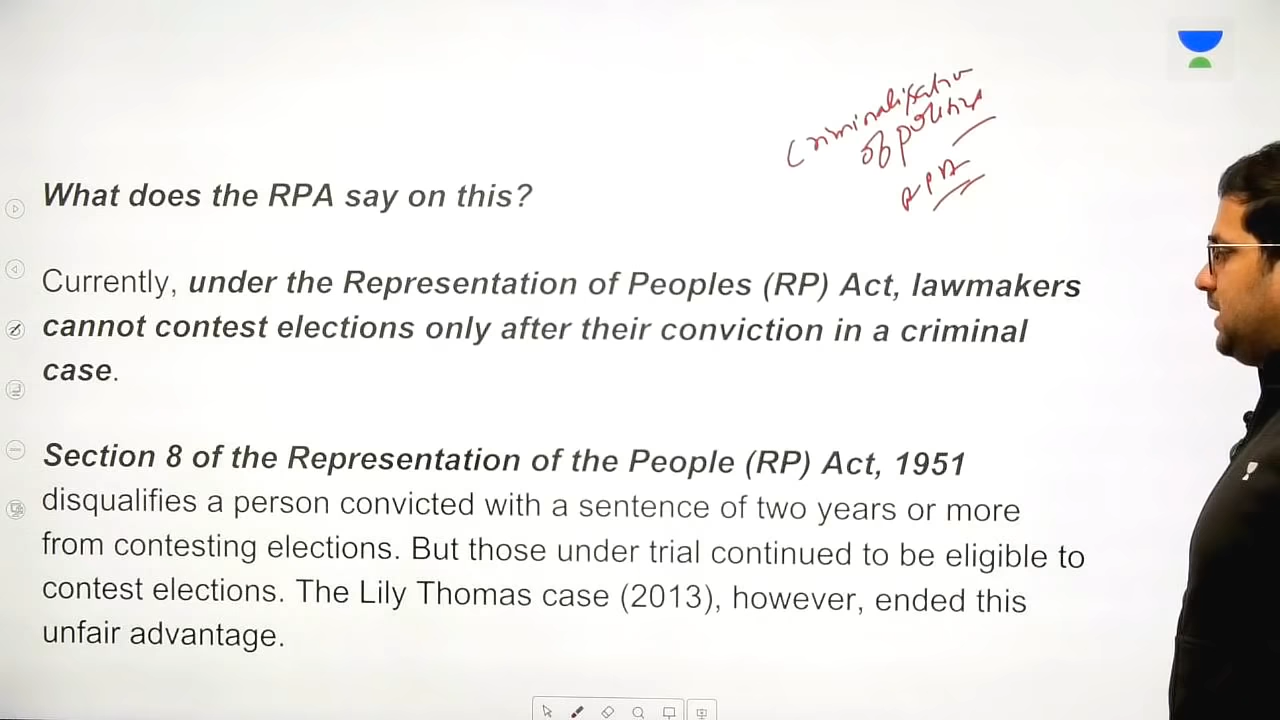 Criminalisation
of politics
RPA
What does the RPA say on this?
Currently, under the Representation of Peoples (RP) Act, lawmakers
cannot contest elections only after their conviction in a criminal
case.
Section 8 of the Representation of the People (RP) Act, 1951
disqualifies a person convicted with a sentence of two years or more
from contesting elections. But those under trial continued to be eligible to
contest elections. The Lily Thomas case (2013), however, ended this
unfair advantage.